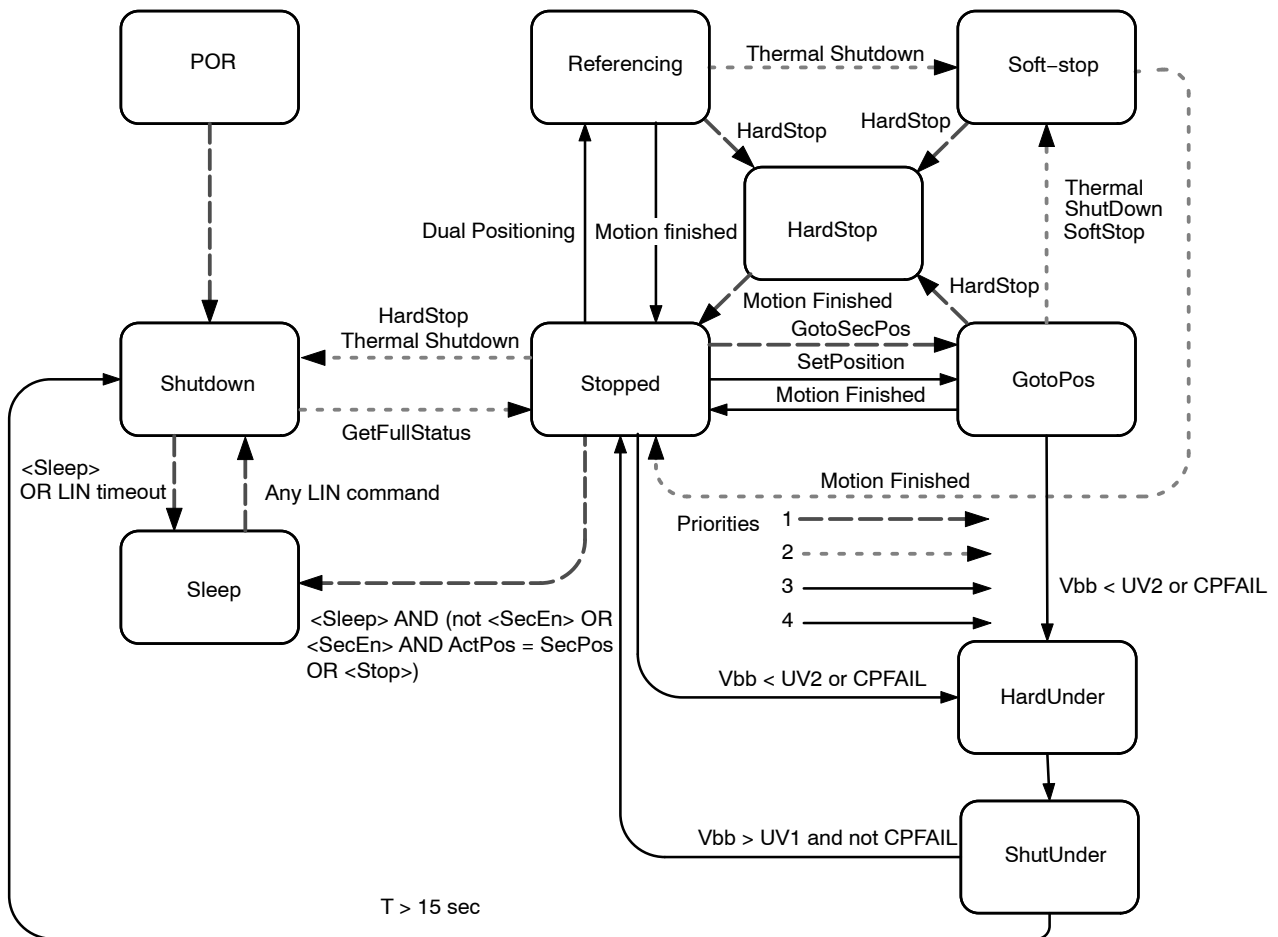 POR
Referencing
Thermal Shutdown
Soft−stop
HardStop
HardStop
Thermal
ShutDown
SoftStop
HardStop
Dual Positioning
Motion finished
HardStop
Motion Finished
HardStop
Thermal Shutdown
GotoSecPos
SetPosition
Motion Finished
Shutdown
Stopped
GotoPos
GetFullStatus
<Sleep>
OR LIN timeout
Any LIN command
Motion Finished
Priorities
1
2
3
4
Sleep
Vbb < UV2 or CPFAIL
<Sleep> AND (not <SecEn> OR
<SecEn> AND ActPos = SecPos
OR <Stop>)
Vbb < UV2 or CPFAIL
HardUnder
Vbb > UV1 and not CPFAIL
ShutUnder
T > 15 sec